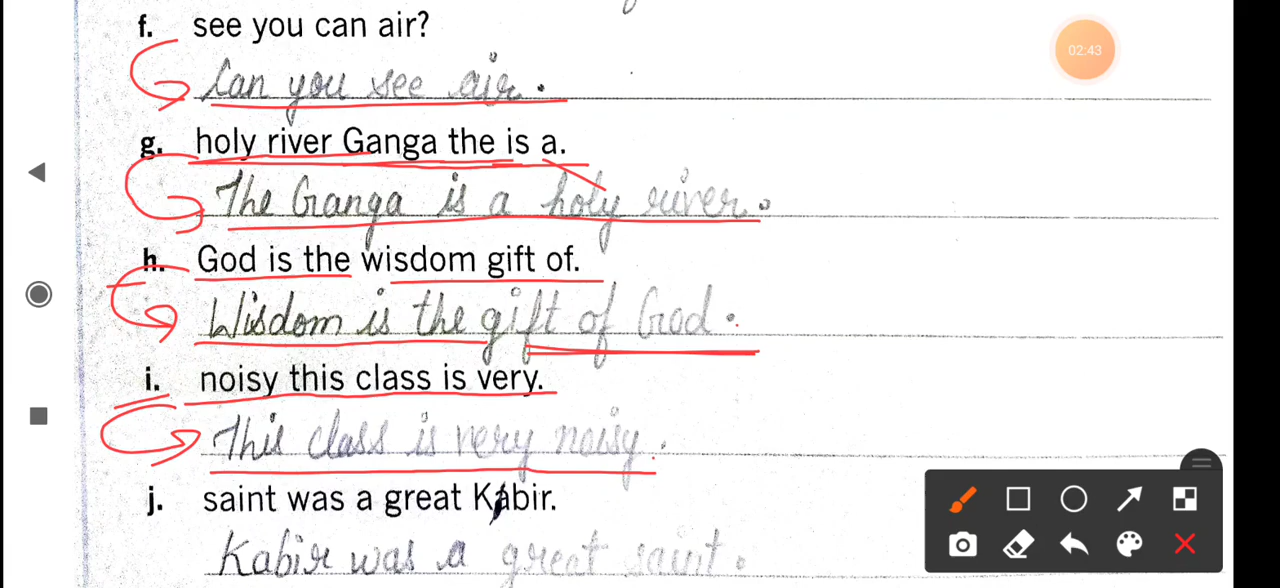 f. see you can air?
02:43
Can you see air.
g. holy river Ganga the is a.
The Ganga is a holy river.
h. God is the wisdom gift of.
Wisdom is the gift of God.
i. noisy this class is very.
This class is very noisy.
j. saint was a great Kabir.
Kabir was a great saint.